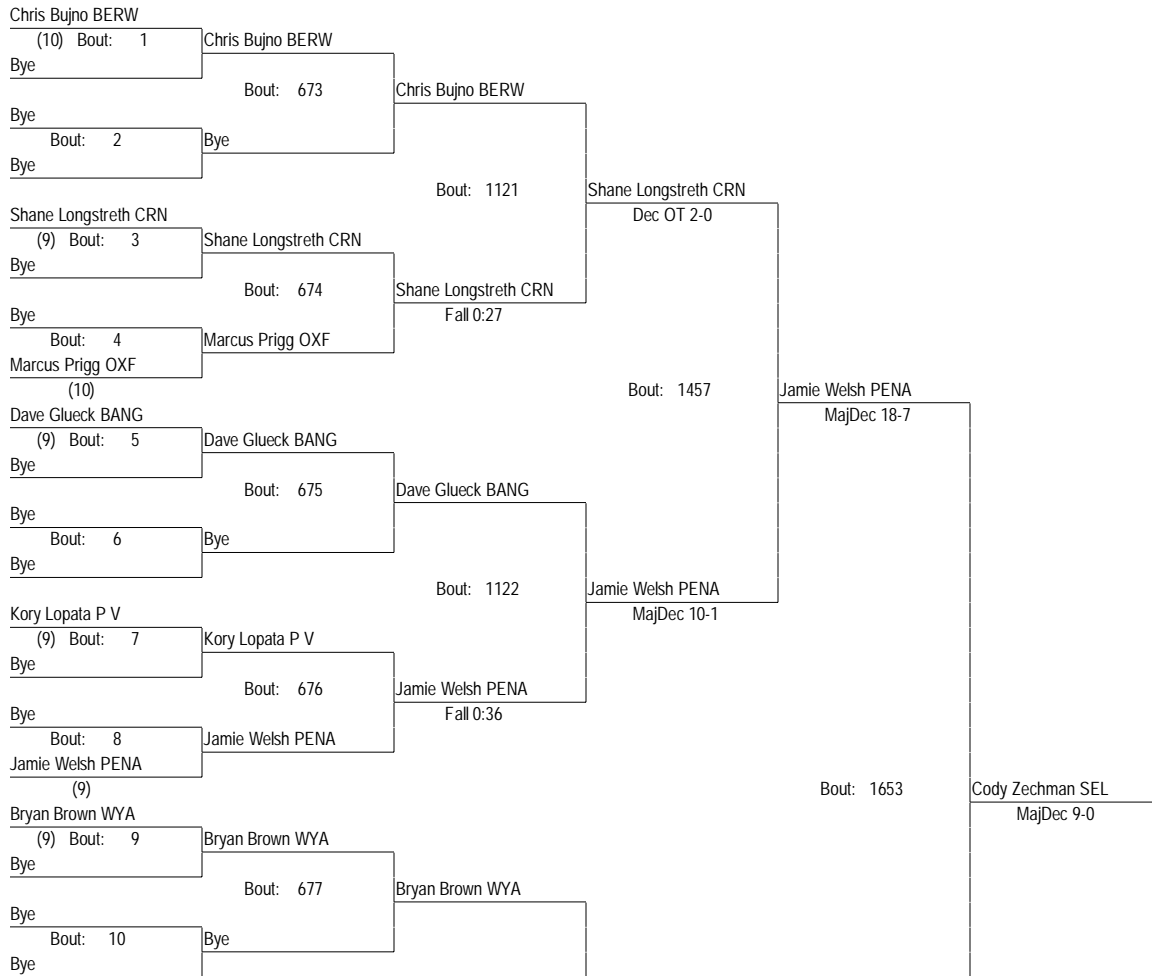 Chris Bujno BERW
(10) Bout: 1 Chris Bujno BERW
Bye
Bout: 673 Chris Bujno BERW
Bye
Bout: 2 Bye
Bye
Bout: 1121 Shane Longstreth CRN
Shane Longstreth CRN Dec OT 2-0
(9) Bout: 3 Shane Longstreth CRN
Bye
Bout: 674 Shane Longstreth CRN
Bye Fall 0:27
Bout: 4 Marcus Prigg OXF
Marcus Prigg OXF
(10) Bout: 1457 Jamie Welsh PENA
Dave Glueck BANG MajDec 18-7
(9) Bout: 5 Dave Glueck BANG
Bye
Bout: 675 Dave Glueck BANG
Bye
Bout: 6 Bye
Bye
Bout: 1122 Jamie Welsh PENA
Kory Lopata P V MajDec 10-1
(9) Bout: 7 Kory Lopata P V
Bye
Bout: 676 Jamie Welsh PENA
Bye Fall 0:36
Bout: 8 Jamie Welsh PENA
Jamie Welsh PENA
(9) Bout: 1653 Cody Zechman SEL
Bryan Brown WYA MajDec 9-0
(9) Bout: 9 Bryan Brown WYA
Bye
Bout: 677 Bryan Brown WYA
Bye
Bout: 10 Bye
Bye